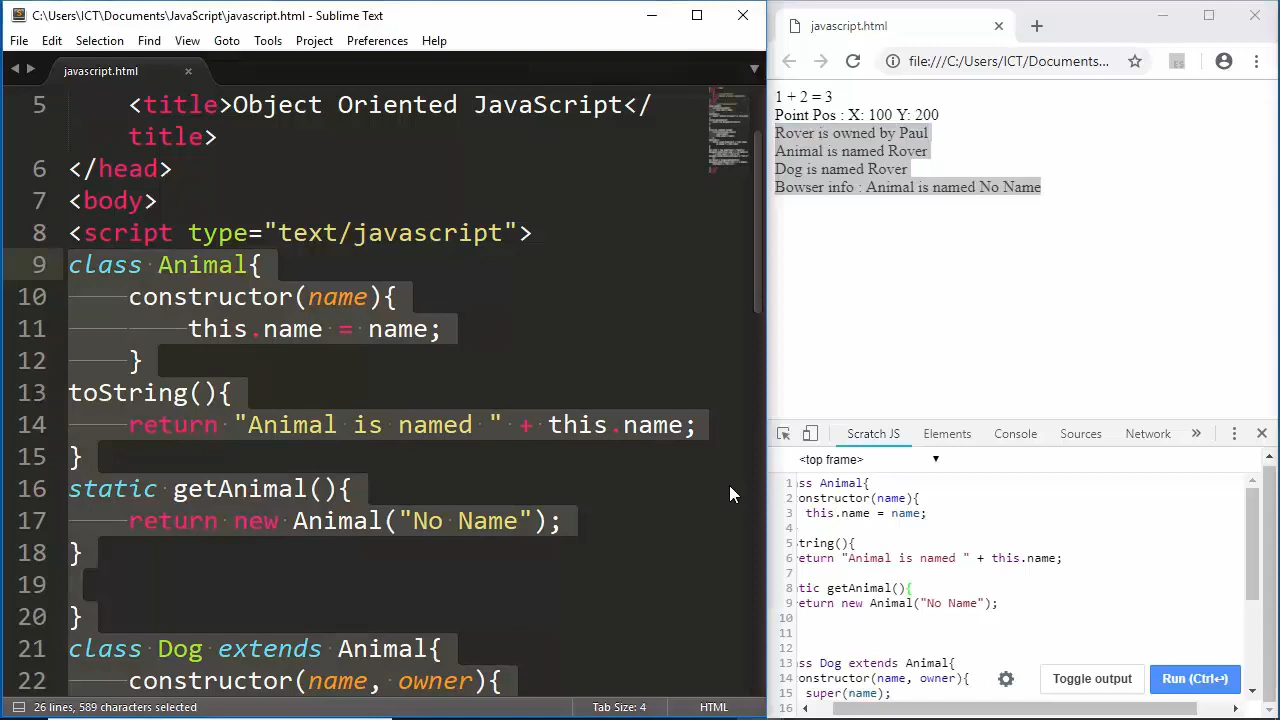 C:\Users\ICT\Documents\JavaScript\javascript.html - Sublime Text
File Edit Selection Find View Goto Tools Project Preferences Help
javascript.html
5 <title>Object Oriented JavaScript</
title>
6 </head>
7 <body>
8 <script type="text/javascript">
9 class Animal{
10 constructor(name){
11 this.name = name;
12 }
13 toString(){
14 return "Animal is named " + this.name;
15 }
16 static getAnimal(){
17 return new Animal("No Name");
18 }
19
20 }
21 class Dog extends Animal{
22 constructor(name, owner){
26 lines, 539 characters selected
Tab Size: 4
HTML
javascript.html
file:///C:/Users/ICT/Documents...
1 + 2 = 3
Point Pos : X: 100 Y: 200
Rover is owned by Paul
Animal is named Rover
Dog is named Rover
Bowser info : Animal is named No Name
Scratch JS Elements Console Sources Network »
<top frame>
1 ss Animal{
2 onstructor(name){
3 this.name = name;
4
5 tring(){
6 eturn "Animal is named " + this.name;
7
8 tic getAnimal(){
9 eturn new Animal("No Name");
10
11
12
13 ss Dog extends Animal{
14 onstructor(name, owner){
15 super(name);
16
Toggle output
Run (Ctrl+↩)